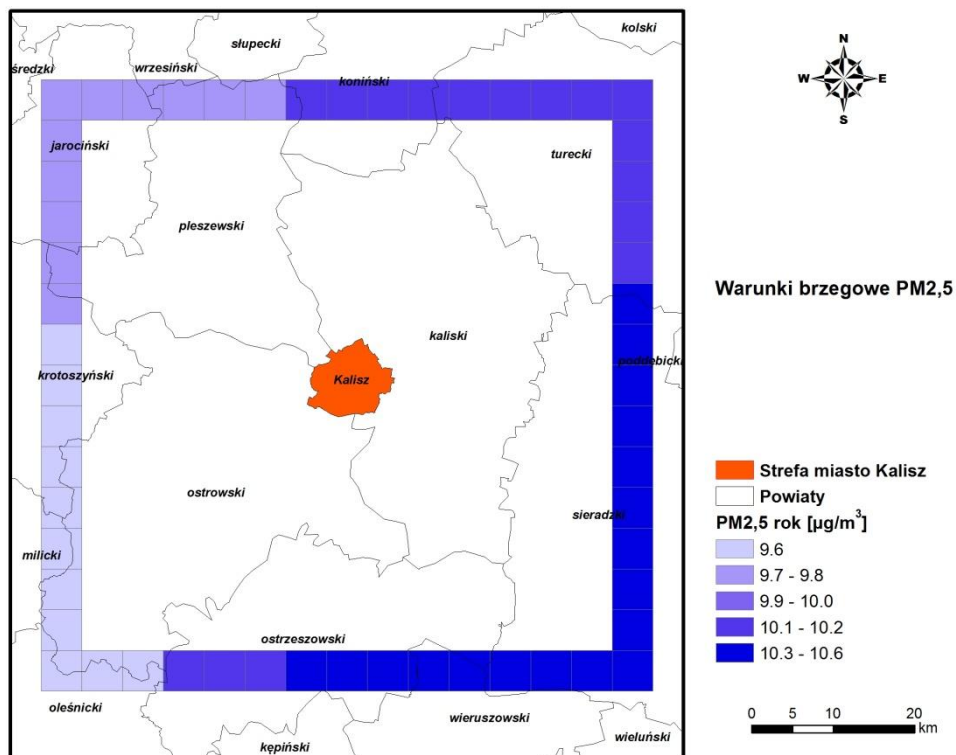 kolski
słupecki
średzki
wrzesiński
koniński
N
W
E
S
jarociński
turecki
pleszewski
Warunki brzegowe PM2,5
kaliski
poddębicki
krotoszyński
Kalisz
Strefa miasto Kalisz
Powiaty
ostrowski
sieradzki
PM2,5 rok [µg/m³]
9.6
milicki
9.7 - 9.8
9.9 - 10.0
10.1 - 10.2
ostrzeszowski
10.3 - 10.6
oleśnicki
wieruszowski
0 5 10 20
km
kępiński
wieluński